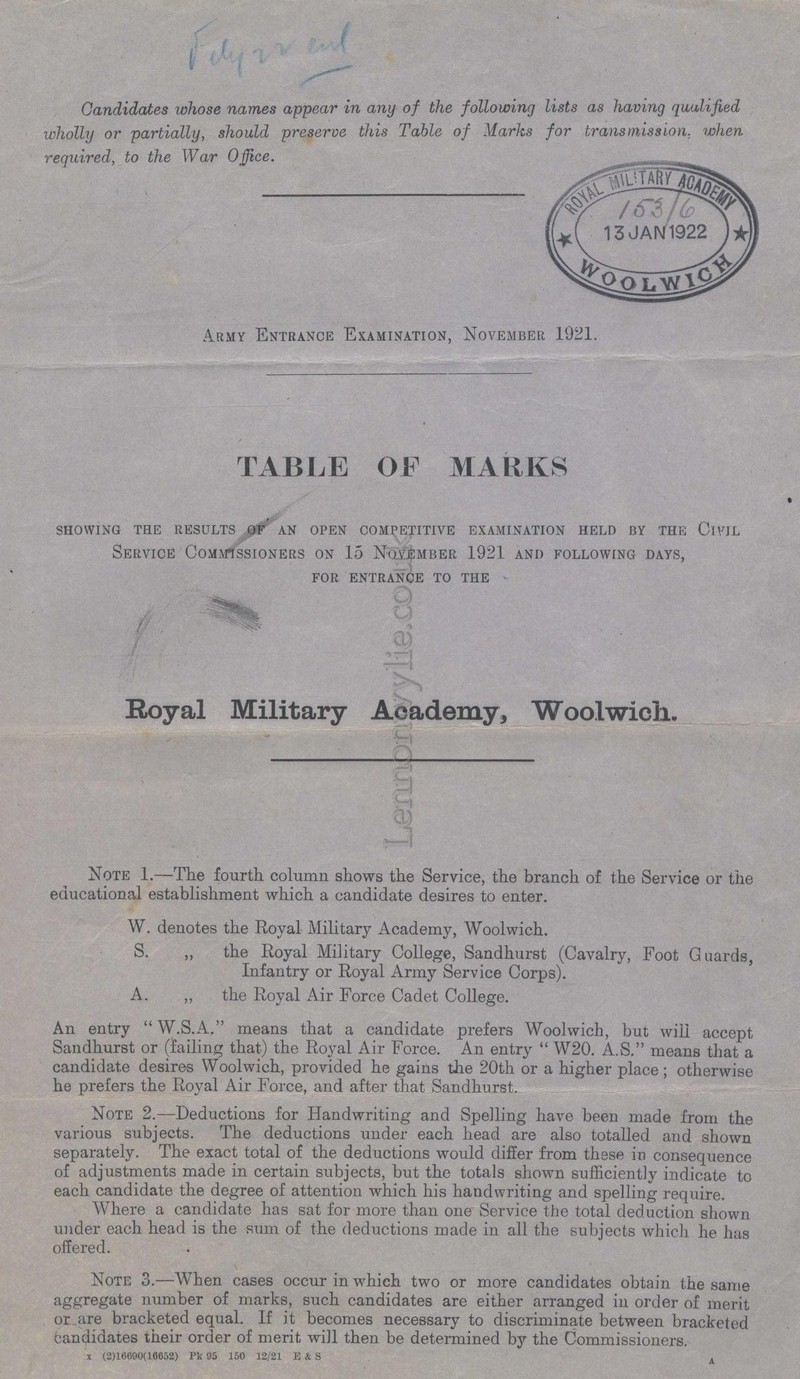 Candidates whose names appear in any of the following lists as having qualified
wholly or partially, should preserve this Table of Marks for transmission, when
required, to the War Office.
ROYAL MILITARY ACADEMY
153/6
13 JAN 1922
WOOLWICH
ARMY ENTRANCE EXAMINATION, NOVEMBER 1921.
TABLE OF MARKS
SHOWING THE RESULTS OF AN OPEN COMPETITIVE EXAMINATION HELD BY THE CIVIL
SERVICE COMMISSIONERS ON 15 NOVEMBER 1921 AND FOLLOWING DAYS,
FOR ENTRANCE TO THE
Royal Military Academy, Woolwich.
NOTE 1.—The fourth column shows the Service, the branch of the Service or the
educational establishment which a candidate desires to enter.
W. denotes the Royal Military Academy, Woolwich.
S. „ the Royal Military College, Sandhurst (Cavalry, Foot Guards,
Infantry or Royal Army Service Corps).
A. „ the Royal Air Force Cadet College.
An entry "W.S.A." means that a candidate prefers Woolwich, but will accept
Sandhurst or (failing that) the Royal Air Force. An entry "W20. A.S." means that a
candidate desires Woolwich, provided he gains the 20th or a higher place; otherwise
he prefers the Royal Air Force, and after that Sandhurst.
NOTE 2.—Deductions for Handwriting and Spelling have been made from the
various subjects. The deductions under each head are also totalled and shown
separately. The exact total of the deductions would differ from these in consequence
of adjustments made in certain subjects, but the totals shown sufficiently indicate to
each candidate the degree of attention which his handwriting and spelling require.
Where a candidate has sat for more than one Service the total deduction shown
under each head is the sum of the deductions made in all the subjects which he has
offered.
NOTE 3.—When cases occur in which two or more candidates obtain the same
aggregate number of marks, such candidates are either arranged in order of merit
or are bracketed equal. If it becomes necessary to discriminate between bracketed
candidates their order of merit will then be determined by the Commissioners.
x (2)16690(16652) Pk 95 150 12/21 E & S
A